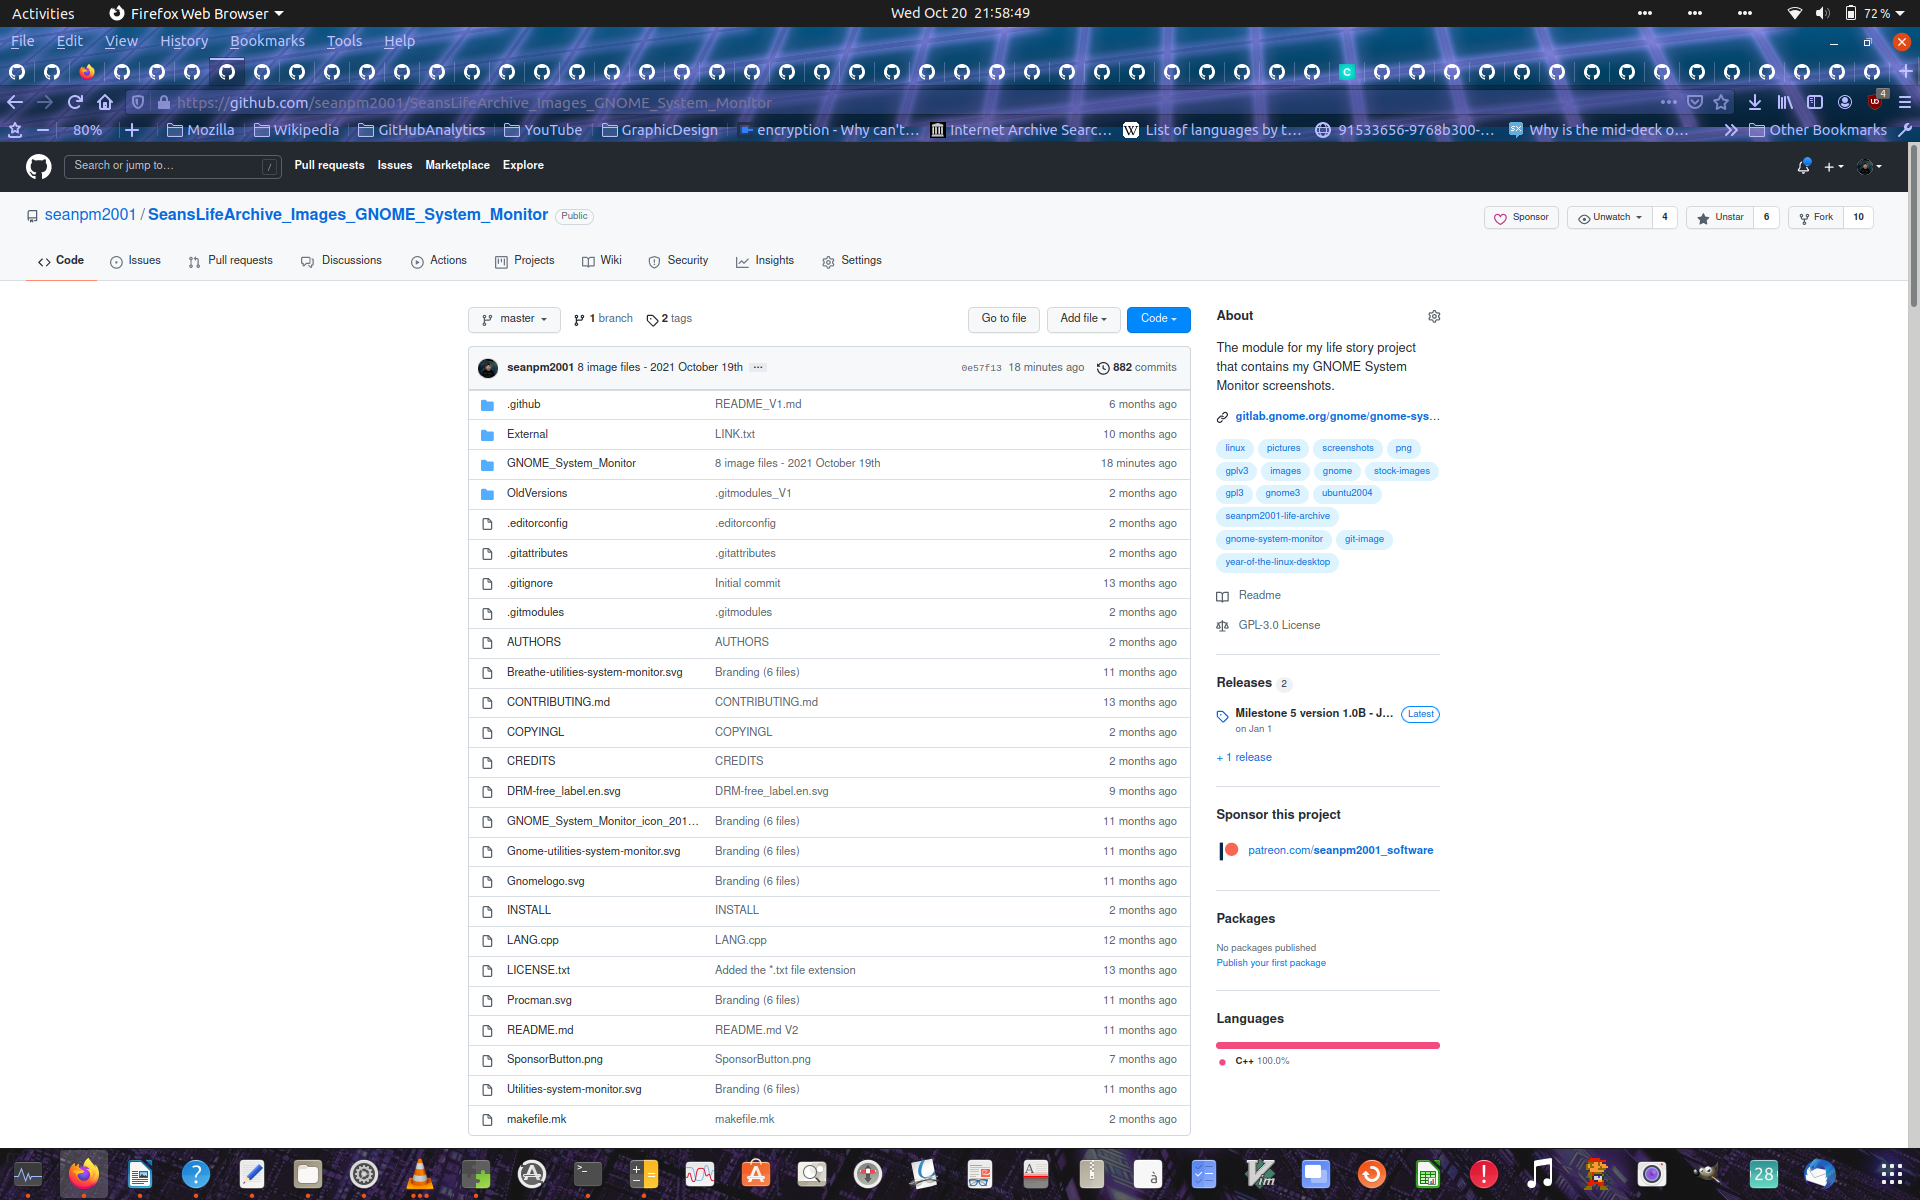 Activities Firefox Web Browser Wed Oct 20 21:58:49 72 %
File Edit View History Bookmarks Tools Help
https://github.com/seanpm2001/SeansLifeArchive_Images_GNOME_System_Monitor 4
80% Mozilla Wikipedia GitHubAnalytics YouTube GraphicDesign encryption - Why can't… Internet Archive Searc… List of languages by t… 91533656-9768b300-… Why is the mid-deck o… Other Bookmarks
Search or jump to… / Pull requests Issues Marketplace Explore
seanpm2001 / SeansLifeArchive_Images_GNOME_System_Monitor Public
Sponsor Unwatch 4 Unstar 6 Fork 10
Code Issues Pull requests Discussions Actions Projects Wiki Security Insights Settings
master 1 branch 2 tags Go to file Add file Code
seanpm2001 8 image files - 2021 October 19th … 0e57f13 18 minutes ago 882 commits
.github README_V1.md 6 months ago
External LINK.txt 10 months ago
GNOME_System_Monitor 8 image files - 2021 October 19th 18 minutes ago
OldVersions .gitmodules_V1 2 months ago
.editorconfig .editorconfig 2 months ago
.gitattributes .gitattributes 2 months ago
.gitignore Initial commit 13 months ago
.gitmodules .gitmodules 2 months ago
AUTHORS AUTHORS 2 months ago
Breathe-utilities-system-monitor.svg Branding (6 files) 11 months ago
CONTRIBUTING.md CONTRIBUTING.md 13 months ago
COPYINGL COPYINGL 2 months ago
CREDITS CREDITS 2 months ago
DRM-free_label.en.svg DRM-free_label.en.svg 9 months ago
GNOME_System_Monitor_icon_201… Branding (6 files) 11 months ago
Gnome-utilities-system-monitor.svg Branding (6 files) 11 months ago
Gnomelogo.svg Branding (6 files) 11 months ago
INSTALL INSTALL 2 months ago
LANG.cpp LANG.cpp 12 months ago
LICENSE.txt Added the *.txt file extension 13 months ago
Procman.svg Branding (6 files) 11 months ago
README.md README.md V2 11 months ago
SponsorButton.png SponsorButton.png 7 months ago
Utilities-system-monitor.svg Branding (6 files) 11 months ago
makefile.mk makefile.mk 2 months ago
About
The module for my life story project
that contains my GNOME System
Monitor screenshots.
gitlab.gnome.org/gnome/gnome-sys…
linux pictures screenshots png
gplv3 images gnome stock-images
gpl3 gnome3 ubuntu2004
seanpm2001-life-archive
gnome-system-monitor git-image
year-of-the-linux-desktop
Readme
GPL-3.0 License
Releases 2
Milestone 5 version 1.0B - J… Latest
on Jan 1
+ 1 release
Sponsor this project
patreon.com/seanpm2001_software
Packages
No packages published
Publish your first package
Languages
C++ 100.0%
28